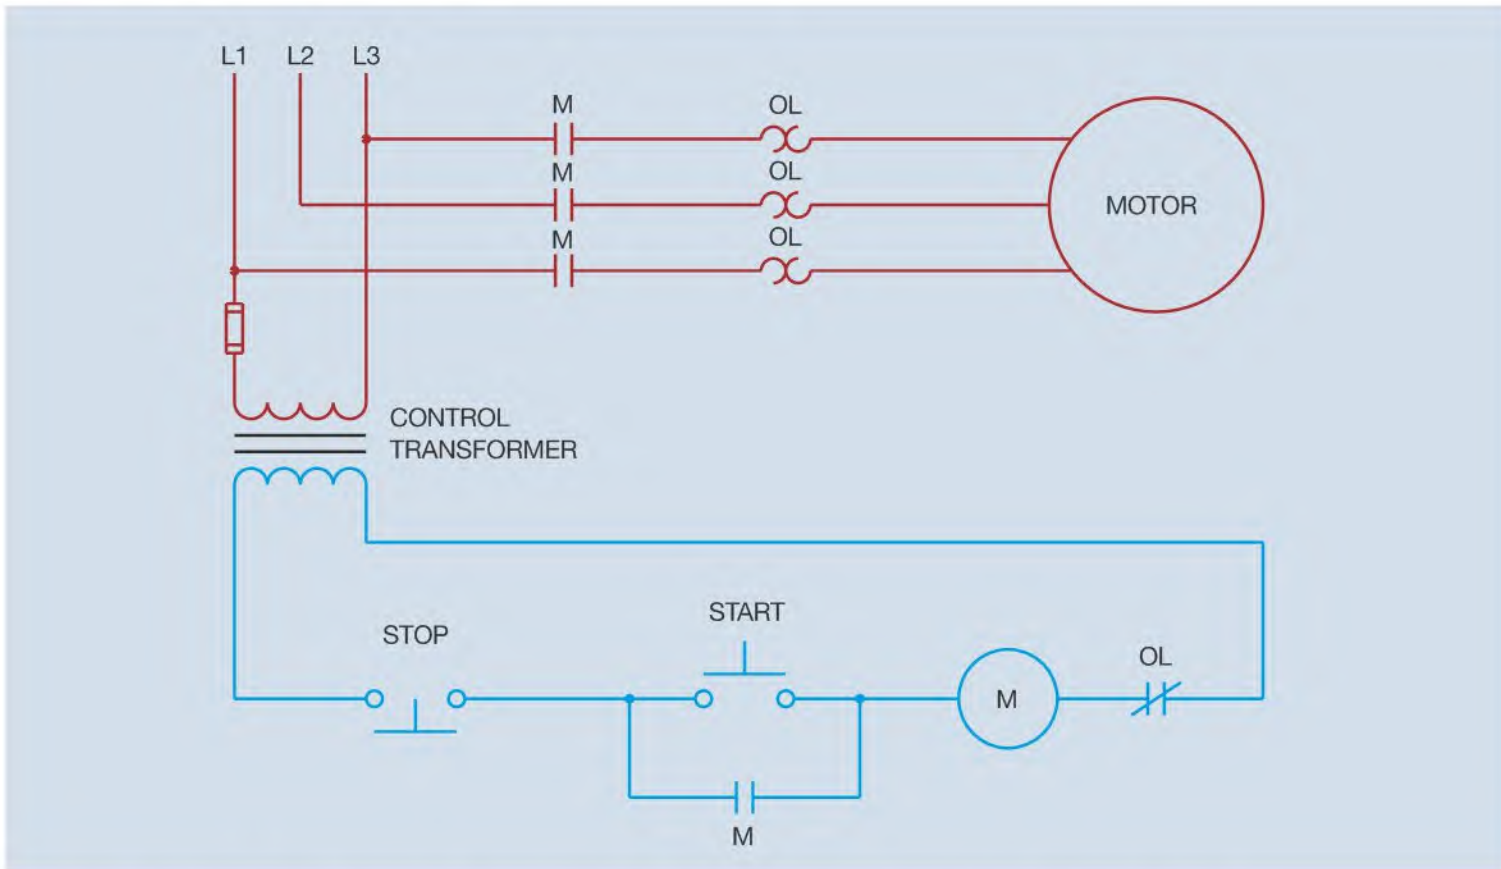 L1 L2 L3
M OL
M OL
MOTOR
M OL
CONTROL
TRANSFORMER
START
STOP
OL
M
M